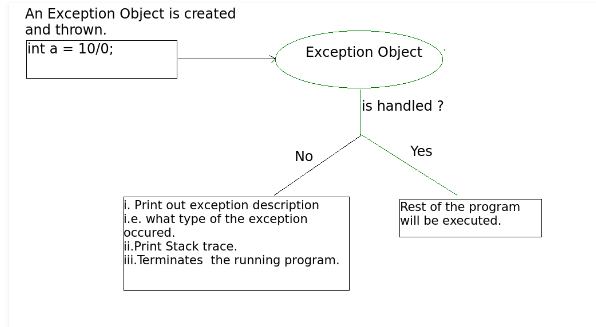 An Exception Object is created
and thrown.
int a = 10/0;
Exception Object
is handled ?
No
Yes
i. Print out exception description
i.e. what type of the exception
occured.
ii.Print Stack trace.
iii.Terminates  the running program.
Rest of the program
will be executed.